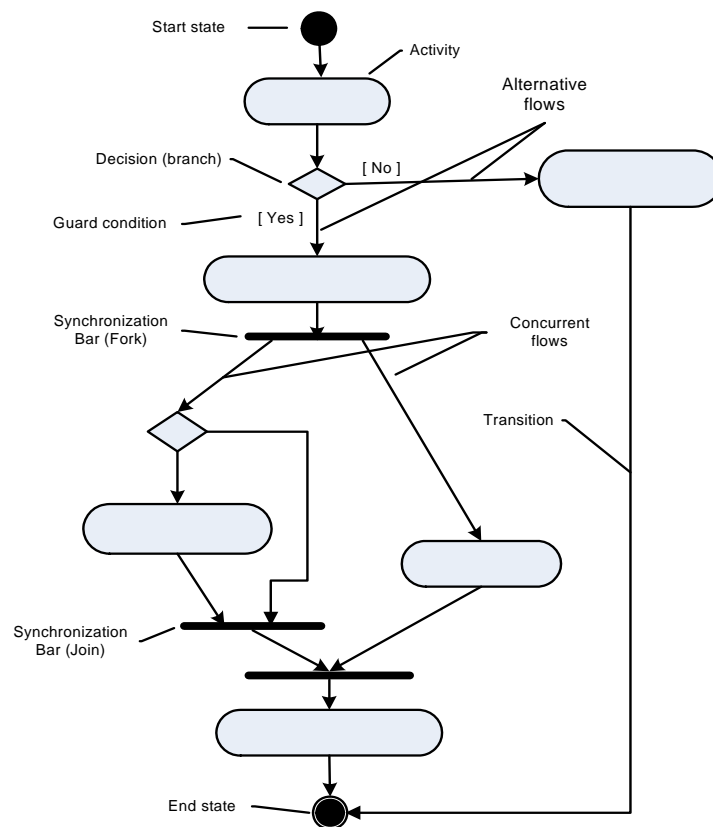 Start state
Activity
Alternative
flows
Decision (branch)
[ No ]
Guard condition
[ Yes ]
Synchronization
Bar (Fork)
Concurrent
flows
Transition
Synchronization
Bar (Join)
End state